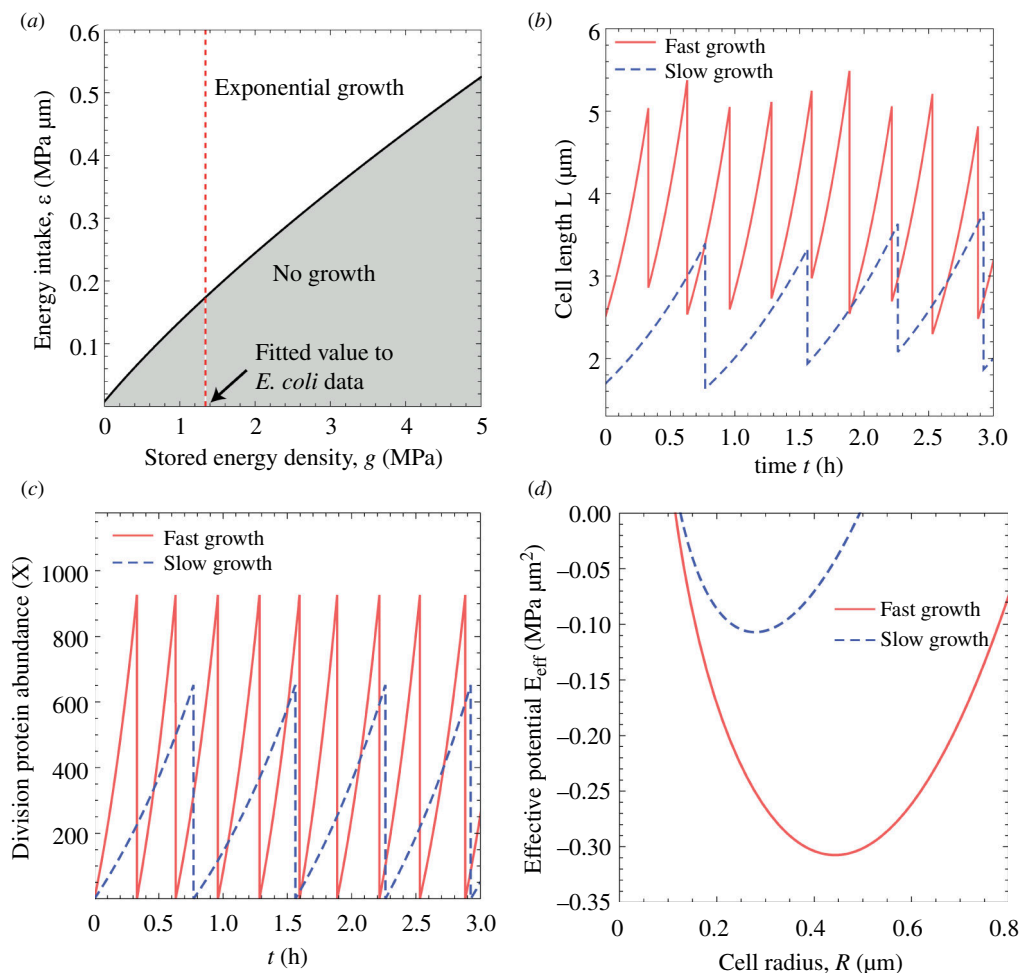 (a)
0.6
0.5
0.4
0.3
0.2
0.1
Energy intake, ε (MPa μm)
Exponential growth
No growth
Fitted value to
E. coli data
0 1 2 3 4 5
Stored energy density, g (MPa)
(b)
6
5
4
3
2
Cell length L (μm)
Fast growth
Slow growth
0 0.5 1.0 1.5 2.0 2.5 3.0
time t (h)
(c)
1000
800
600
400
200
Division protein abundance (X)
Fast growth
Slow growth
0 0.5 1.0 1.5 2.0 2.5 3.0
t (h)
(d)
0.00
−0.05
−0.10
−0.15
−0.20
−0.25
−0.30
−0.35
Effective potential E_eff (MPa μm²)
Fast growth
Slow growth
0 0.2 0.4 0.6 0.8
Cell radius, R (μm)